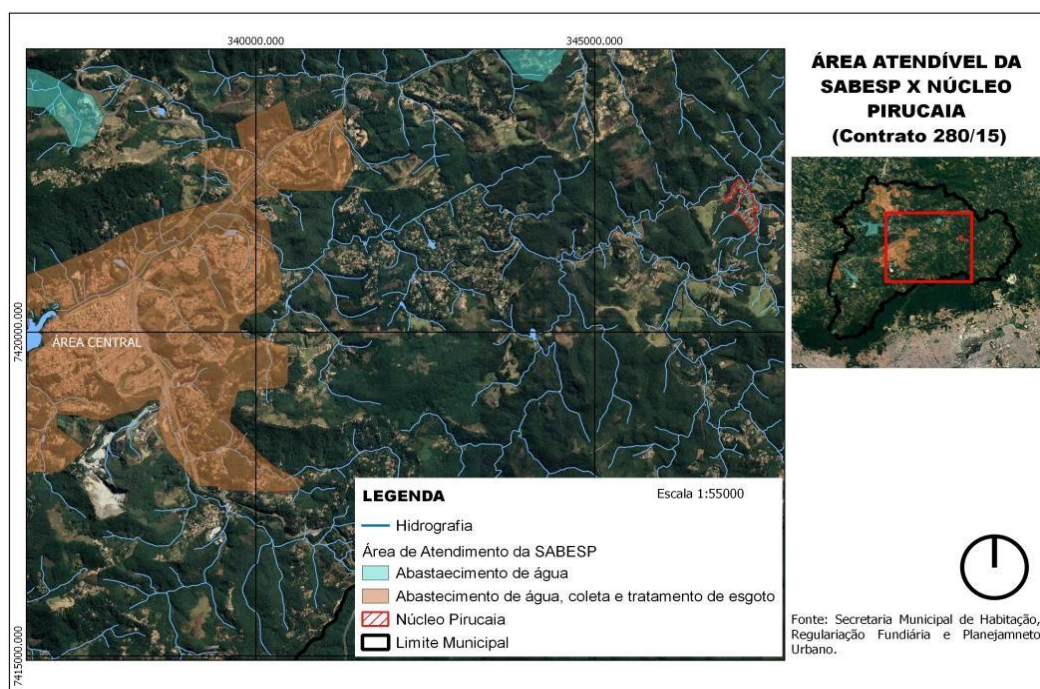 340000.000
345000.000
7420000.000
7415000.000
ÁREA CENTRAL
ÁREA ATENDÍVEL DA
SABESP X NÚCLEO
PIRUCAIA
(Contrato 280/15)
LEGENDA
Escala 1:55000
Hidrografia
Área de Atendimento da SABESP
Abastaecimento de água
Abastecimento de água, coleta e tratamento de esgoto
Núcleo Pirucaia
Limite Municipal
Fonte: Secretaria Municipal de Habitação,
Regulariação Fundiária e Planejamneto
Urbano.